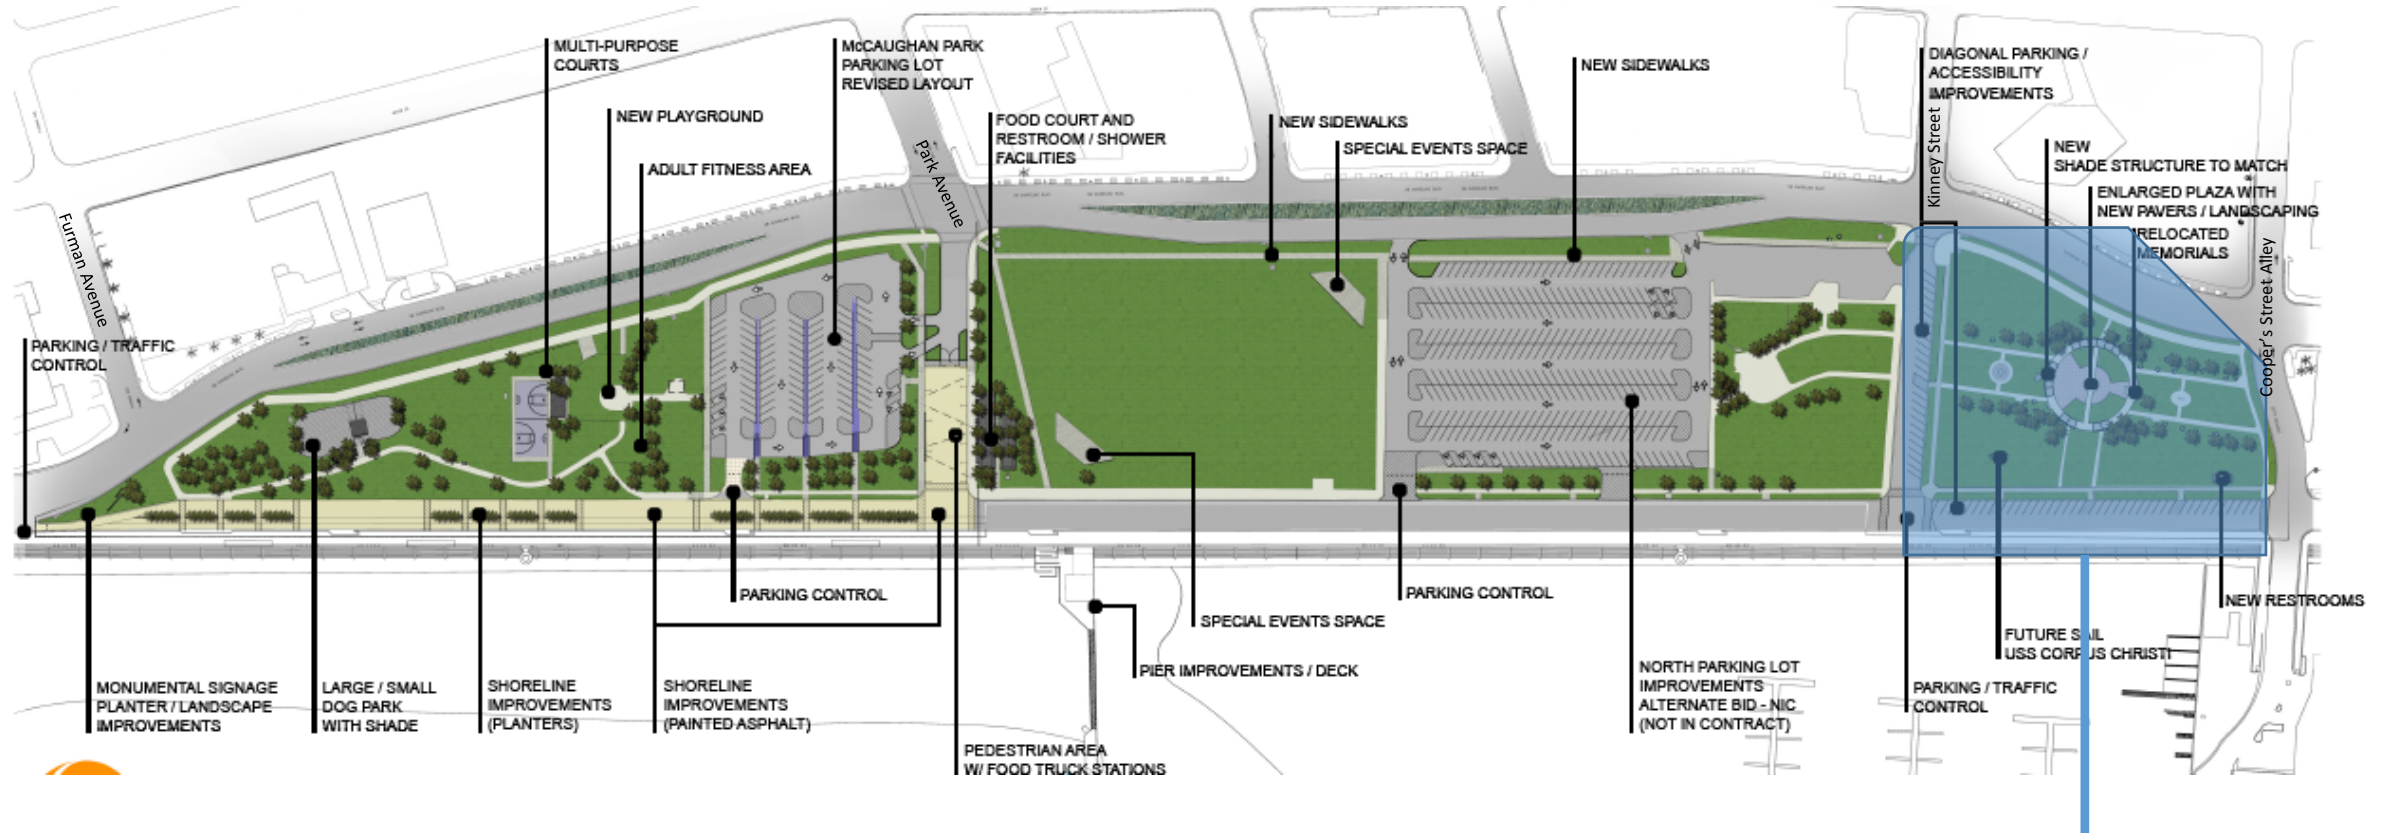 MULTI-PURPOSE
COURTS
McCAUGHAN PARK
PARKING LOT
REVISED LAYOUT
NEW SIDEWALKS
DIAGONAL PARKING /
ACCESSIBILITY
IMPROVEMENTS
NEW PLAYGROUND
FOOD COURT AND
RESTROOM / SHOWER
FACILITIES
NEW SIDEWALKS
SPECIAL EVENTS SPACE
Kinney Street
NEW
SHADE STRUCTURE TO MATCH
ADULT FITNESS AREA
Park Avenue
ENLARGED PLAZA WITH
NEW PAVERS / LANDSCAPING
RELOCATED
MEMORIALS
Furman Avenue
Cooper's Street Alley
PARKING / TRAFFIC
CONTROL
PARKING CONTROL
SPECIAL EVENTS SPACE
PARKING CONTROL
NEW RESTROOMS
FUTURE SAIL
USS CORPUS CHRISTI
PIER IMPROVEMENTS / DECK
MONUMENTAL SIGNAGE
PLANTER / LANDSCAPE
IMPROVEMENTS
LARGE / SMALL
DOG PARK
WITH SHADE
SHORELINE
IMPROVEMENTS
(PLANTERS)
SHORELINE
IMPROVEMENTS
(PAINTED ASPHALT)
NORTH PARKING LOT
IMPROVEMENTS
ALTERNATE BID - NIC
(NOT IN CONTRACT)
PARKING / TRAFFIC
CONTROL
PEDESTRIAN AREA
W/ FOOD TRUCK STATIONS